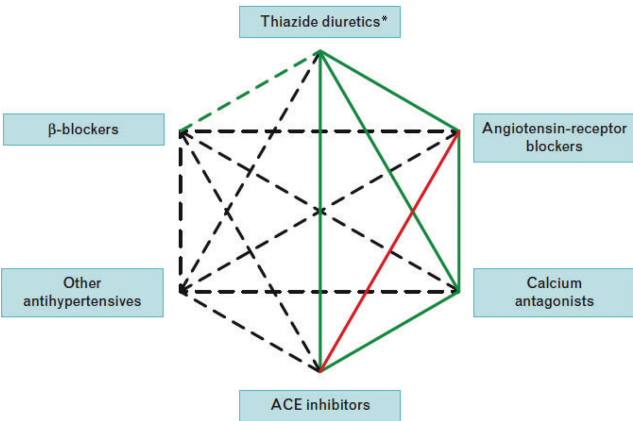 Thiazide diuretics*
β-blockers
Angiotensin-receptor
blockers
Other
antihypertensives
Calcium
antagonists
ACE inhibitors